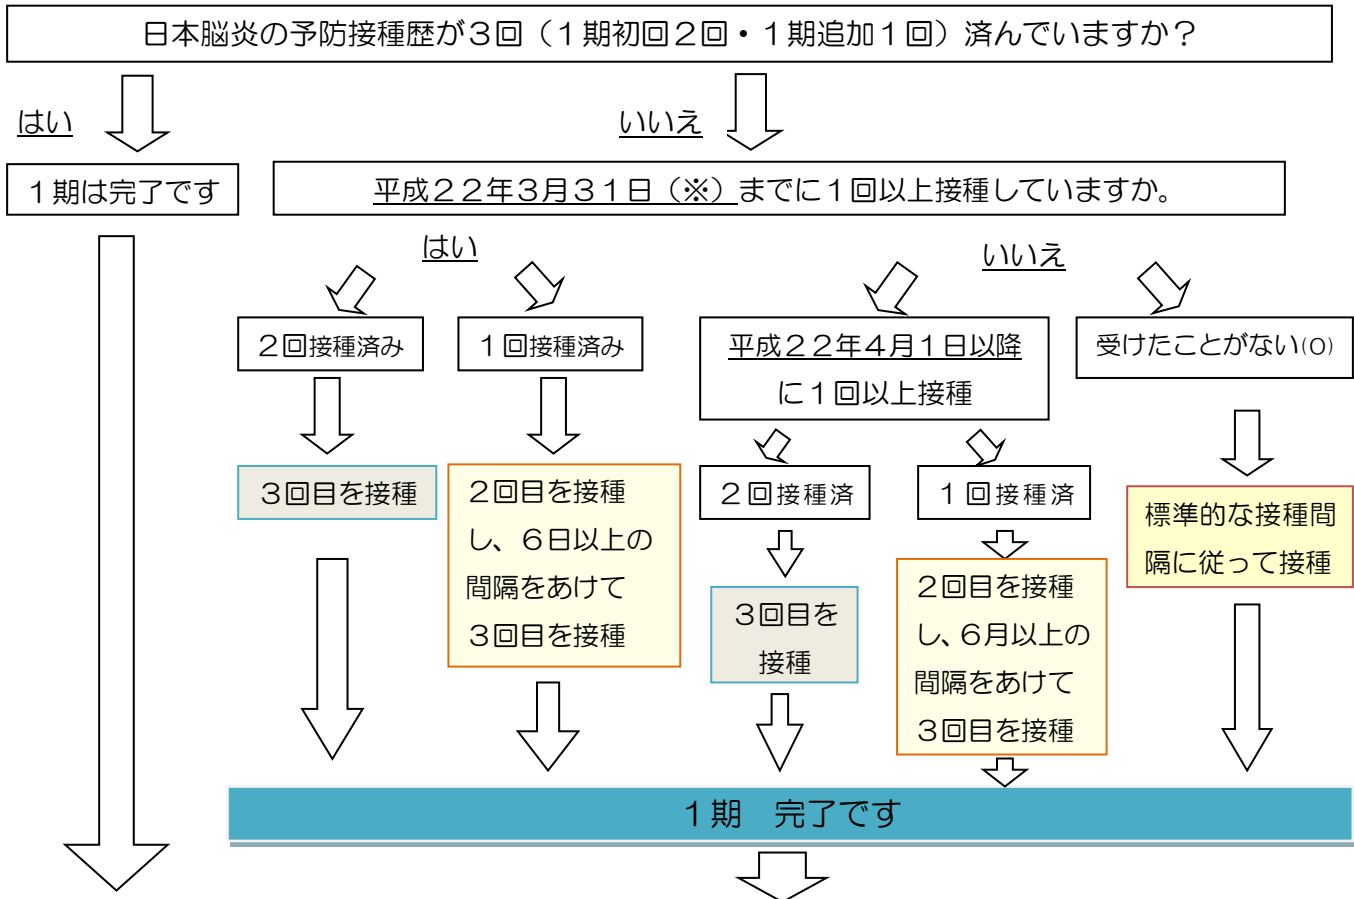 日本脳炎の予防接種歴が３回（１期初回２回・１期追加１回）済んでいますか？
はい
いいえ
１期は完了です
平成２２年３月３１日（※）までに１回以上接種していますか。
はい
いいえ
２回接種済み
１回接種済み
平成２２年４月１日以降
に１回以上接種
受けたことがない(０)
３回目を接種
２回目を接種
し、６日以上の
間隔をあけて
３回目を接種
２回接種済
１回接種済
標準的な接種間
隔に従って接種
３回目を
接種
２回目を接種
し、６月以上の
間隔をあけて
３回目を接種
１期　完了です